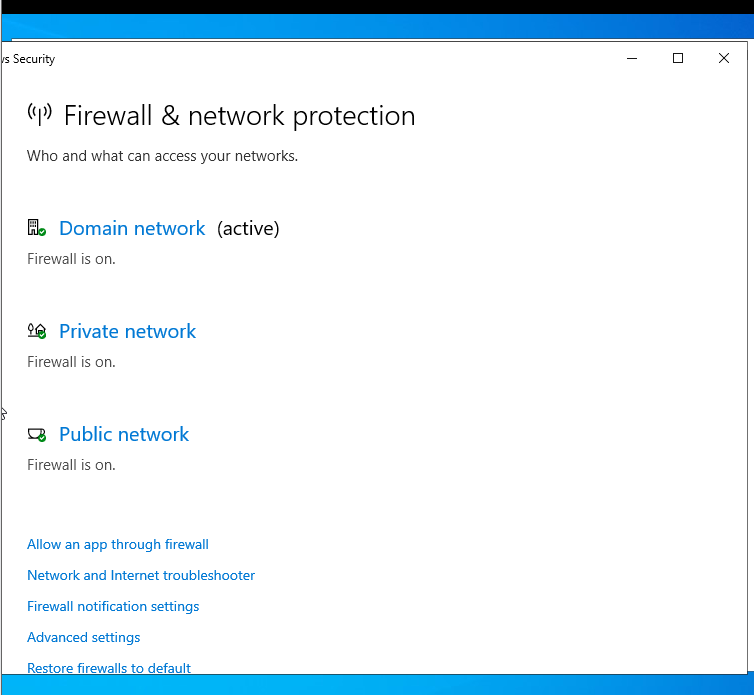 Security
Firewall & network protection
Who and what can access your networks.
Domain network (active)
Firewall is on.
Private network
Firewall is on.
Public network
Firewall is on.
Allow an app through firewall
Network and Internet troubleshooter
Firewall notification settings
Advanced settings
Restore firewalls to default